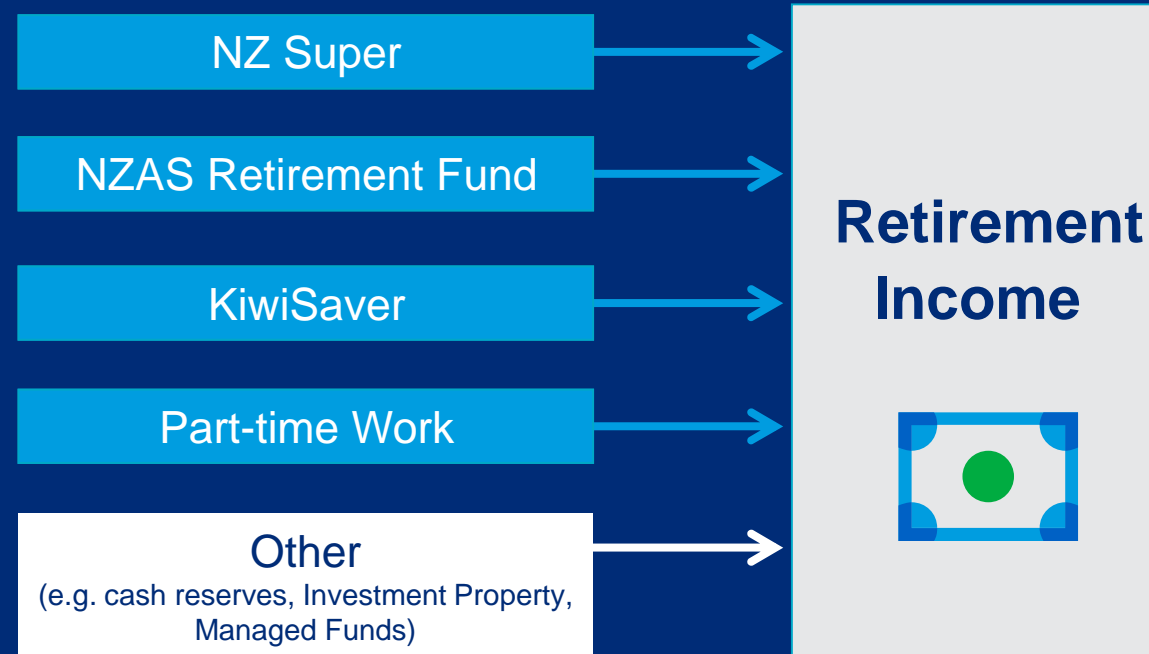 NZ Super
NZAS Retirement Fund
KiwiSaver
Part-time Work
Other
(e.g. cash reserves, Investment Property,
Managed Funds)
Retirement
Income